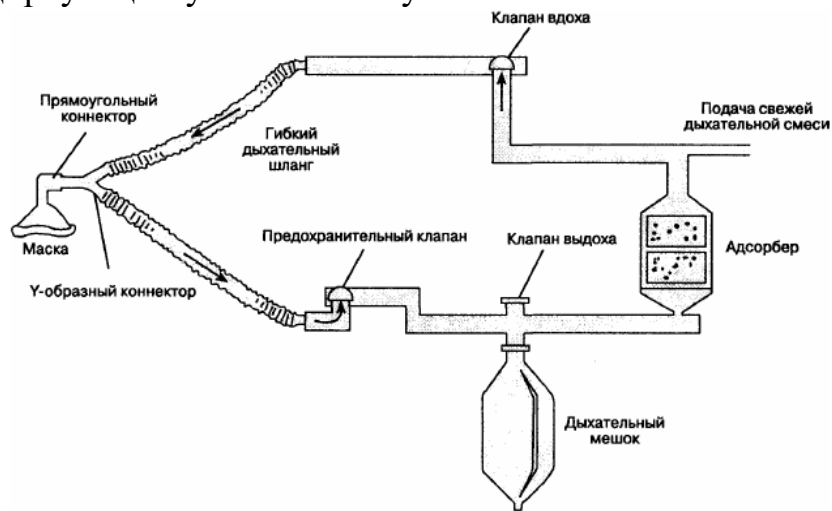 Клапан вдоха
Прямоугольный
коннектор
Подача свежей
дыхательной смеси
Гибкий
дыхательный
шланг
Маска
Предохранительный клапан
Клапан выдоха
Адсорбер
Y-образный коннектор
Дыхательный
мешок